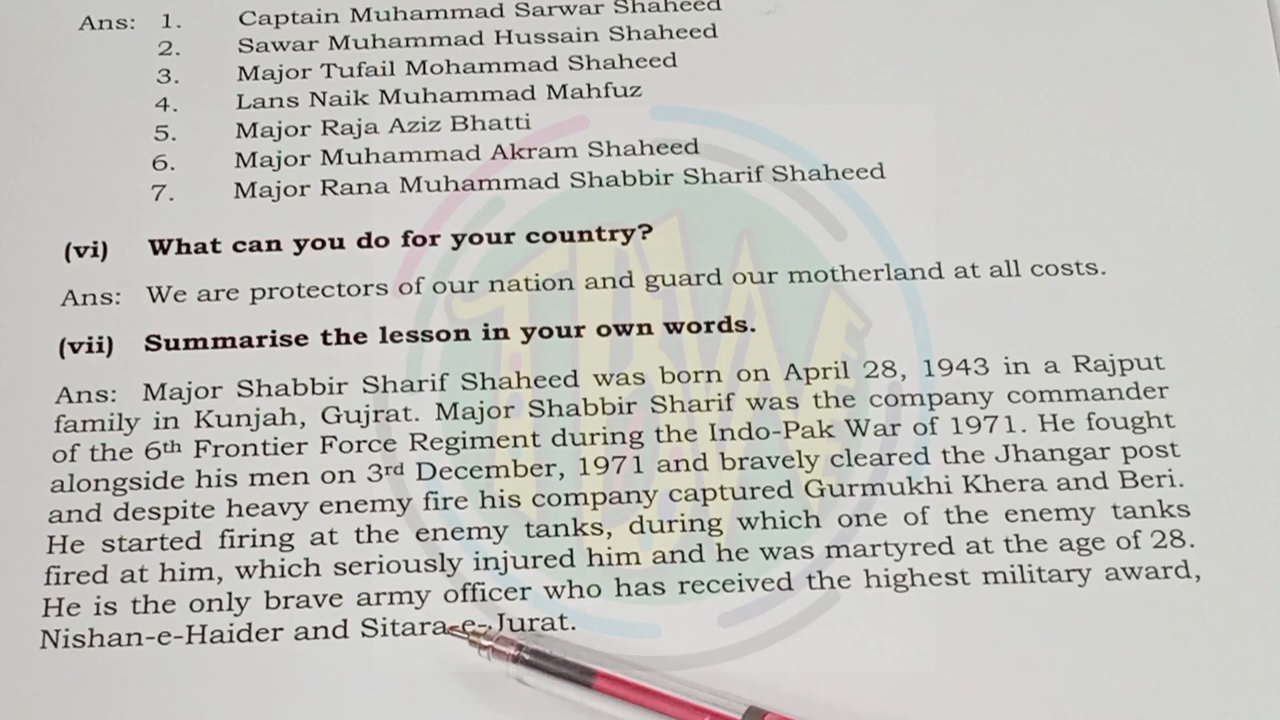 Ans: 1. Captain Muhammad Sarwar Shaheed
2. Sawar Muhammad Hussain Shaheed
3. Major Tufail Mohammad Shaheed
4. Lans Naik Muhammad Mahfuz
5. Major Raja Aziz Bhatti
6. Major Muhammad Akram Shaheed
7. Major Rana Muhammad Shabbir Sharif Shaheed
(vi) What can you do for your country?
Ans: We are protectors of our nation and guard our motherland at all costs.
(vii) Summarise the lesson in your own words.
Ans: Major Shabbir Sharif Shaheed was born on April 28, 1943 in a Rajput
family in Kunjah, Gujrat. Major Shabbir Sharif was the company commander
of the 6th Frontier Force Regiment during the Indo-Pak War of 1971. He fought
alongside his men on 3rd December, 1971 and bravely cleared the Jhangar post
and despite heavy enemy fire his company captured Gurmukhi Khera and Beri.
He started firing at the enemy tanks, during which one of the enemy tanks
fired at him, which seriously injured him and he was martyred at the age of 28.
He is the only brave army officer who has received the highest military award,
Nishan-e-Haider and Sitara-e-Jurat.